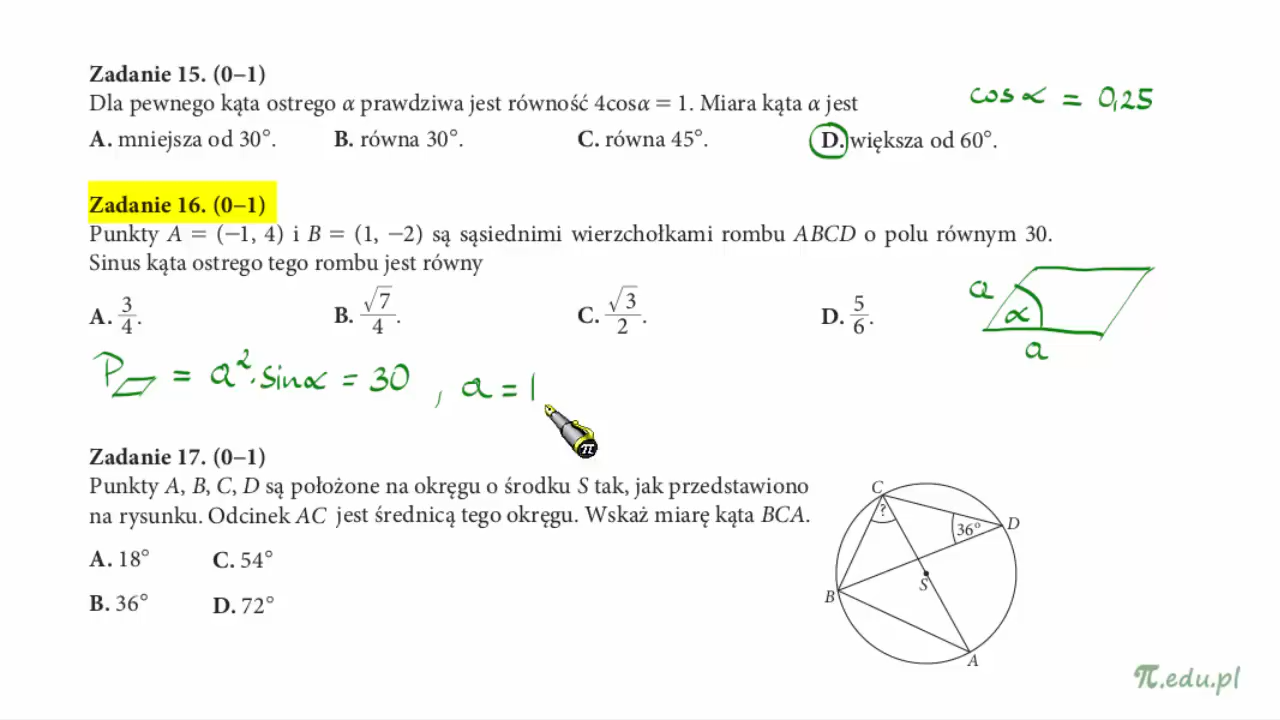 Zadanie 15. (0–1)
Dla pewnego kąta ostrego α prawdziwa jest równość 4cosα = 1. Miara kąta α jest
cos α = 0,25
A. mniejsza od 30°. B. równa 30°. C. równa 45°. D. większa od 60°.
Zadanie 16. (0–1)
Punkty A = (−1, 4) i B = (1, −2) są sąsiednimi wierzchołkami rombu ABCD o polu równym 30.
Sinus kąta ostrego tego rombu jest równy
A. 3/4. B. √7/4. C. √3/2. D. 5/6.
a
α
a
P▱ = a²·sinα = 30 , a = |
Zadanie 17. (0–1)
Punkty A, B, C, D są położone na okręgu o środku S tak, jak przedstawiono
na rysunku. Odcinek AC jest średnicą tego okręgu. Wskaż miarę kąta BCA.
A. 18° C. 54°
B. 36° D. 72°
C
?
36°
D
S
B
A
π
π.edu.pl